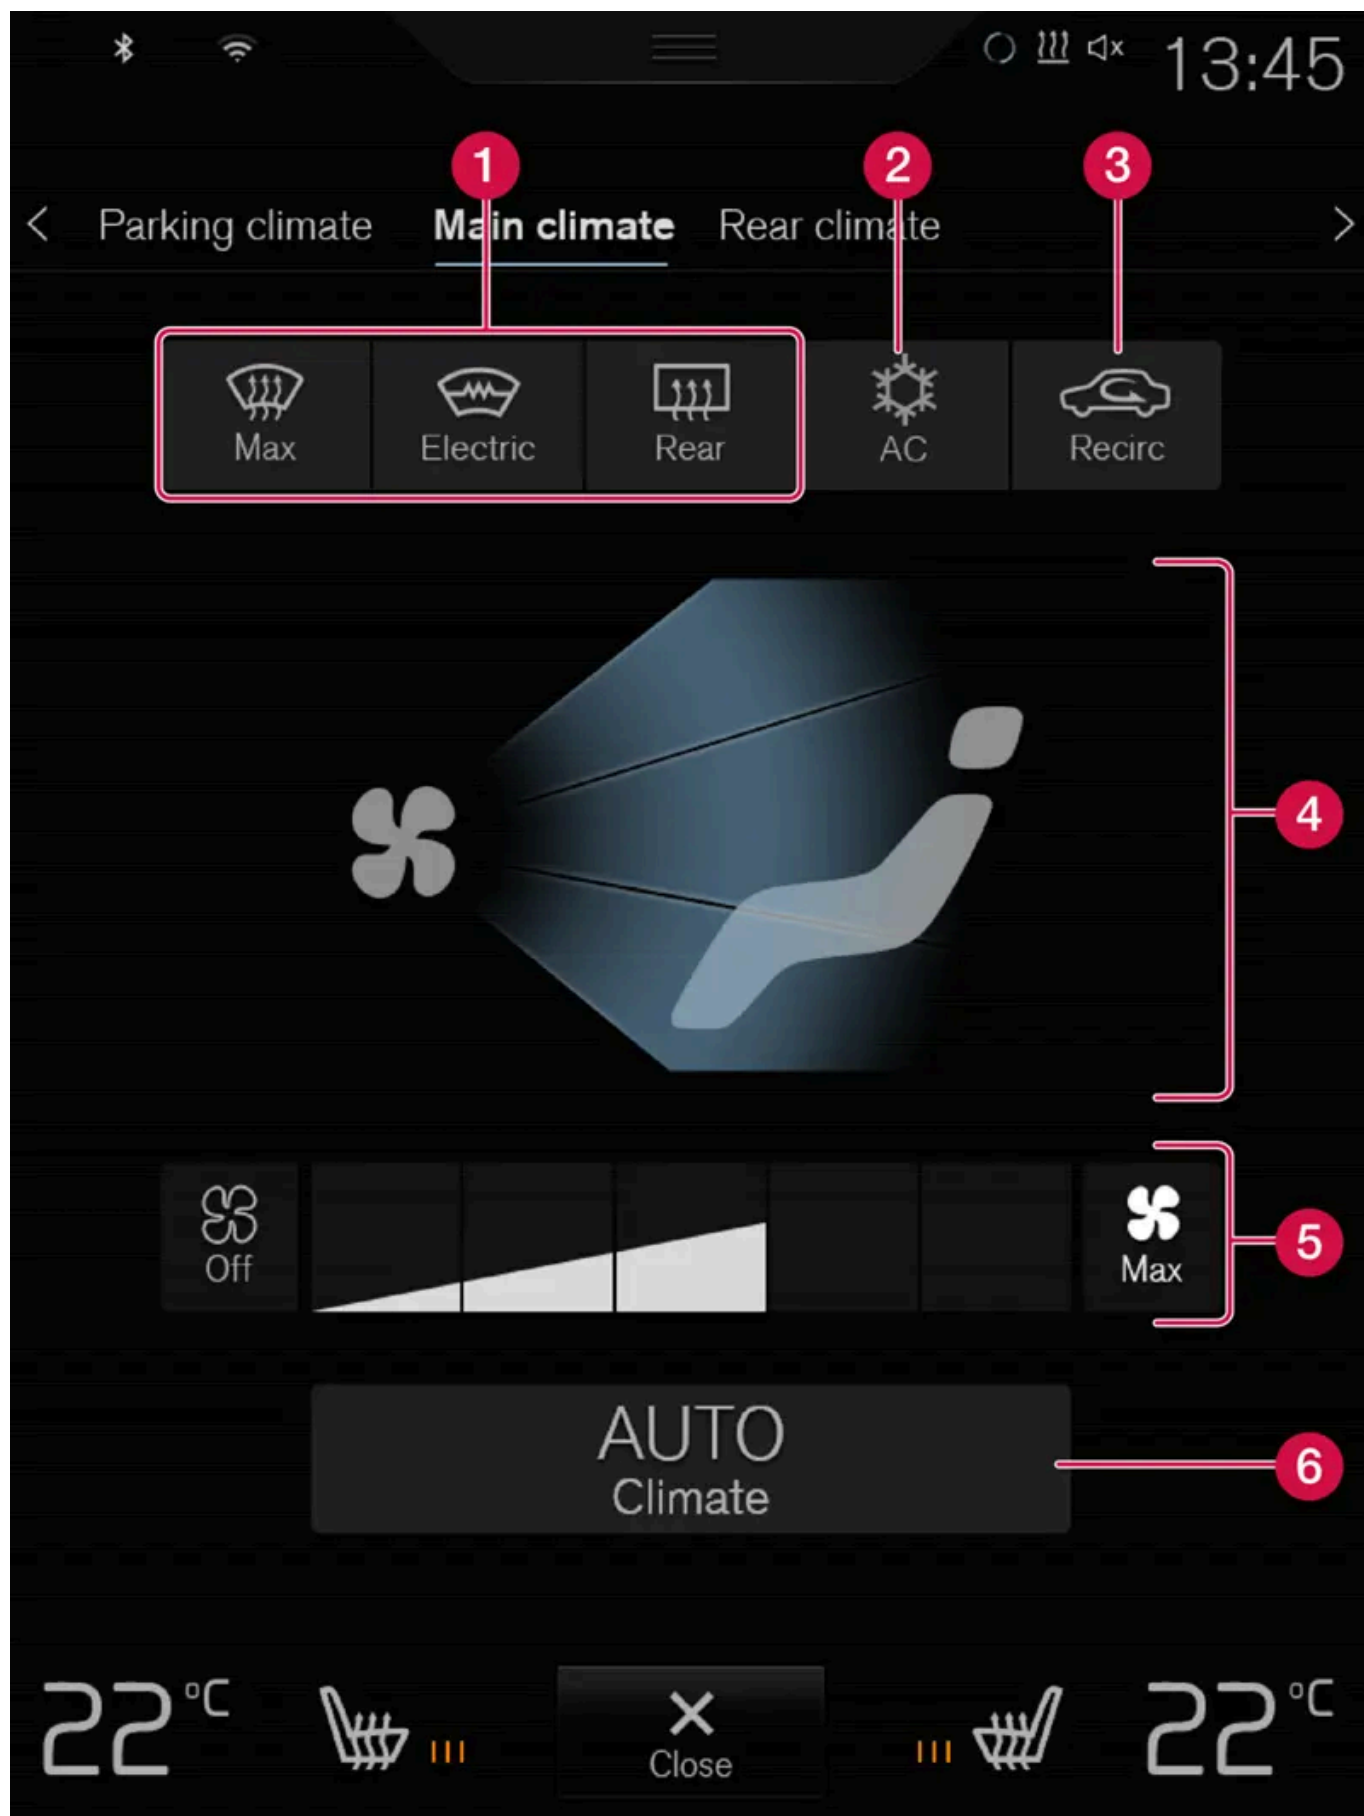 13:45
1 2 3
Parking climate Main climate Rear climate
Max Electric Rear AC Recirc
4
Off Max
5
AUTO
Climate
6
22°C Close 22°C